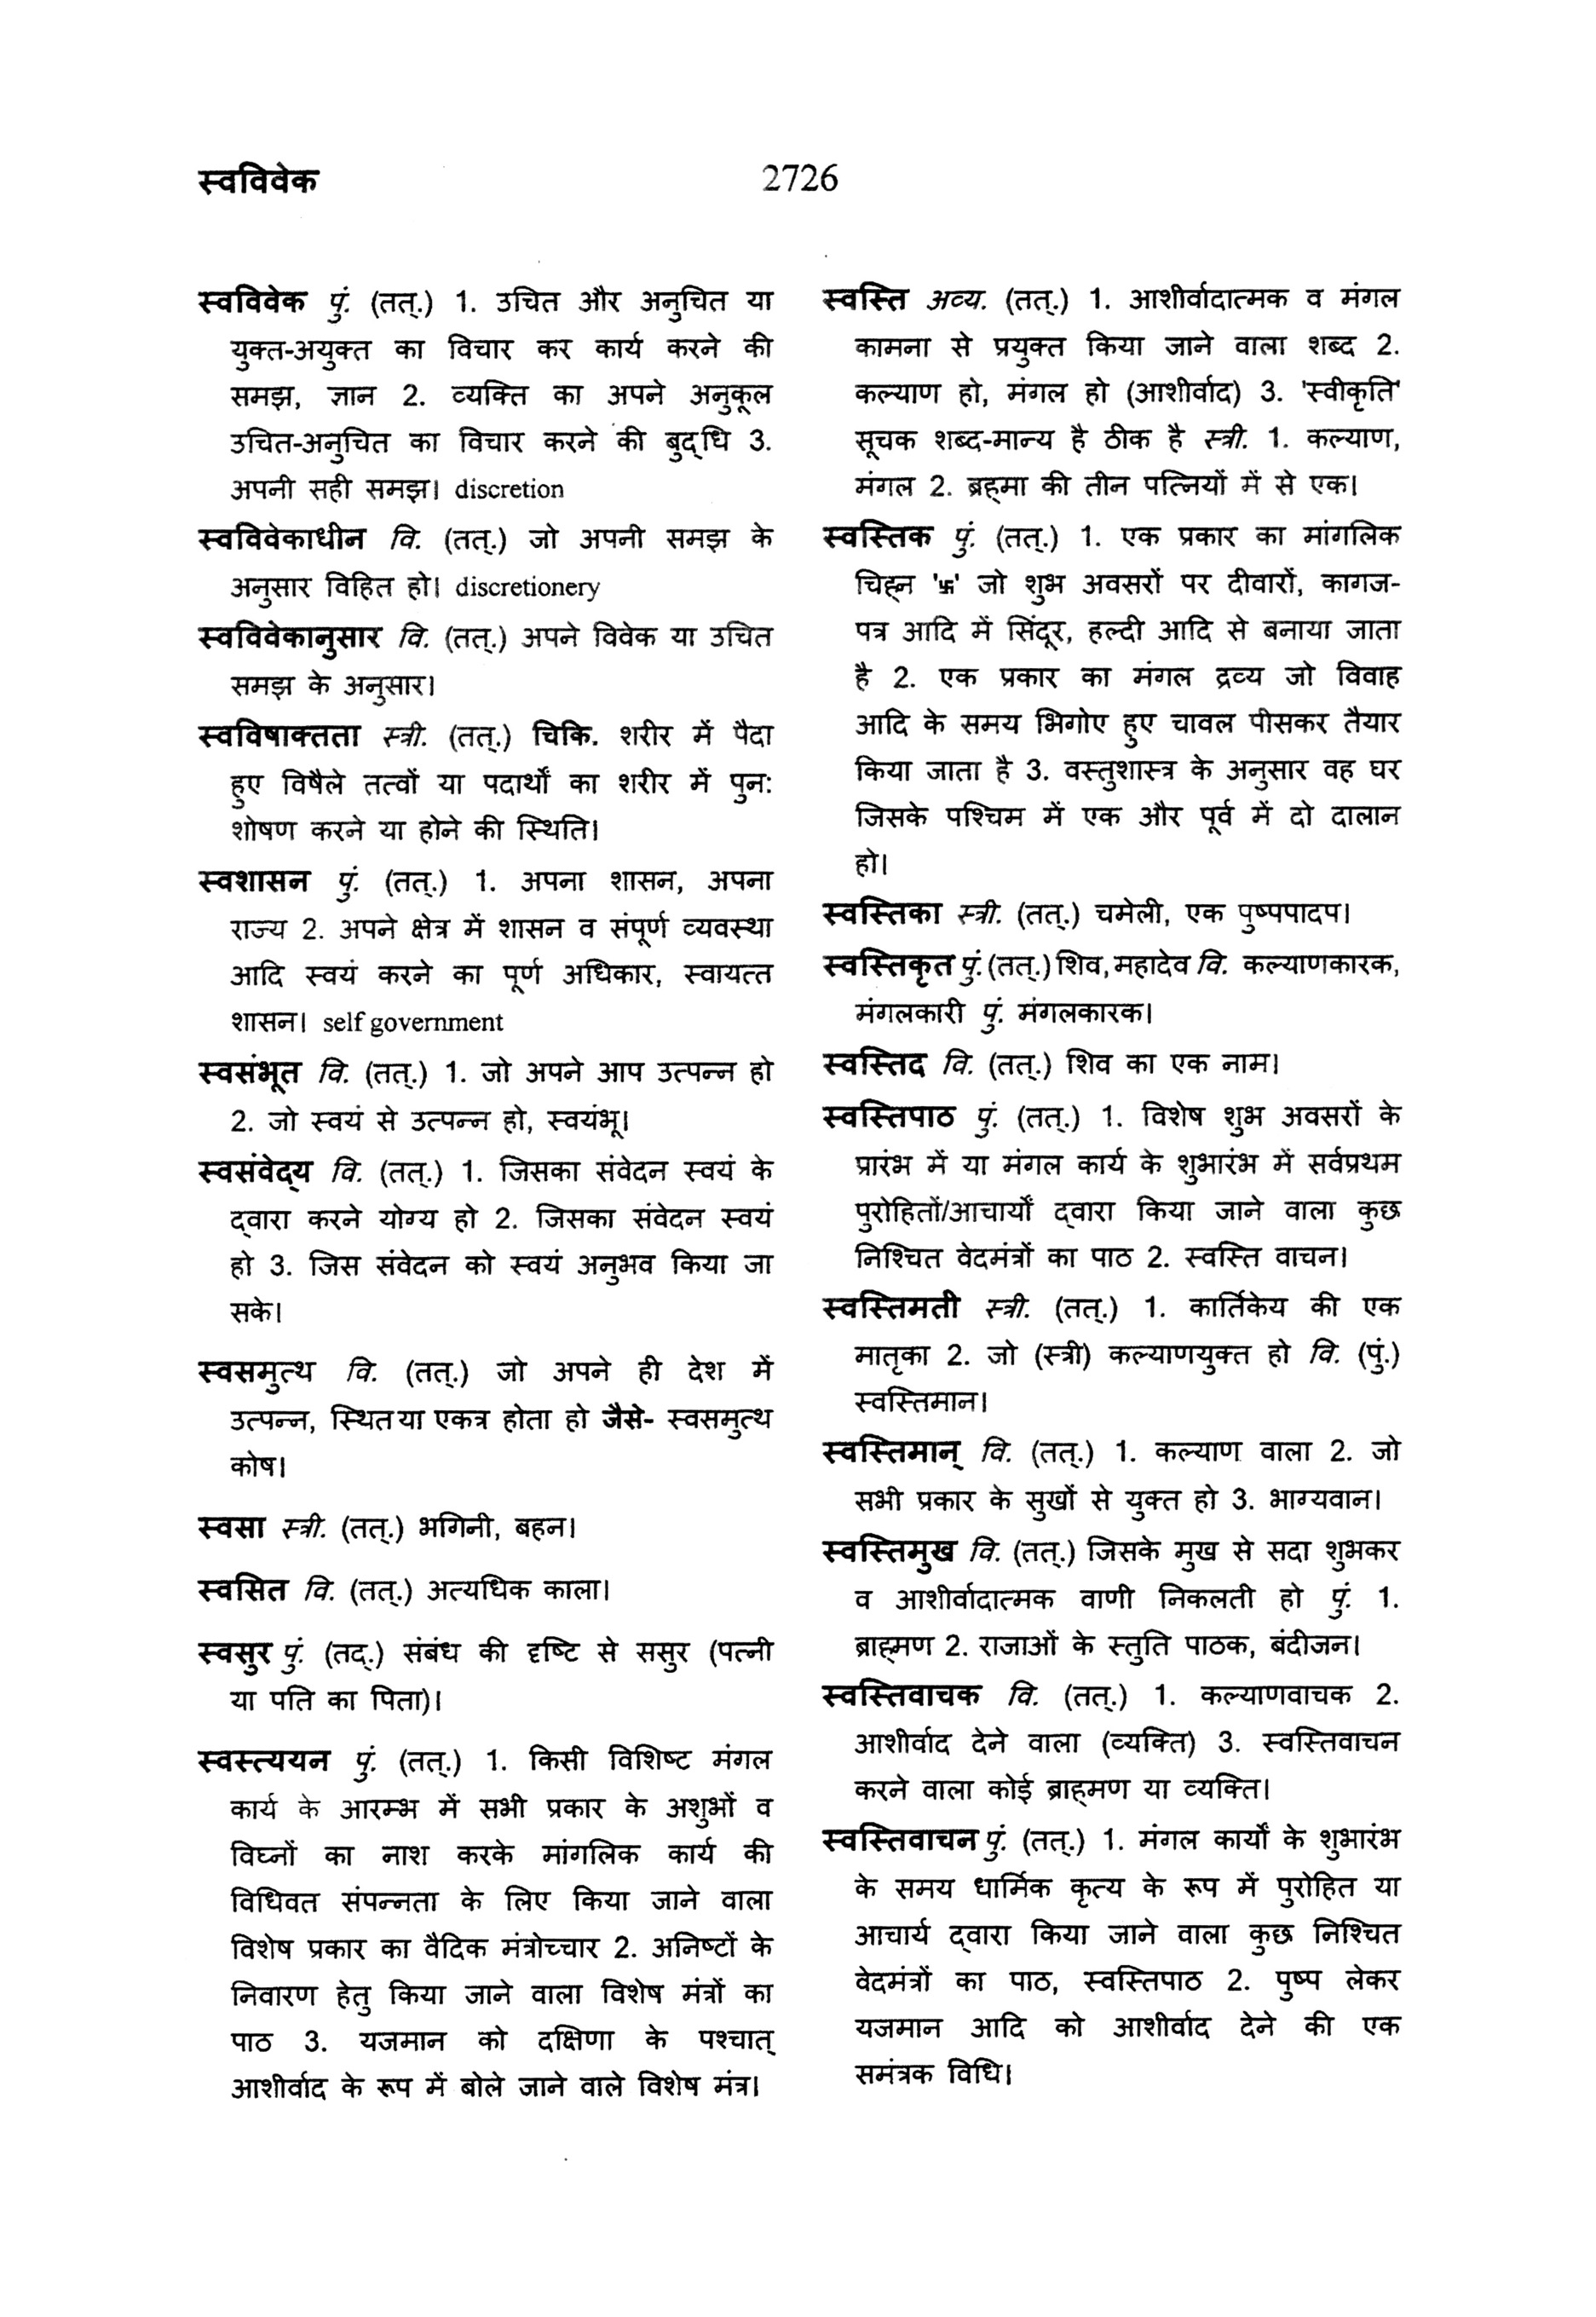 स्वविवेक
2726
स्वविवेक पुं. (तत्.) 1. उचित और अनुचित या
युक्त-अयुक्त का विचार कर कार्य करने की
समझ, ज्ञान 2. व्यक्ति का अपने अनुकूल
उचित-अनुचित का विचार करने की बुद्‌धि 3.
अपनी सही समझ। discretion
स्वविवेकाधीन वि. (तत्.) जो अपनी समझ के
अनुसार विहित हो। discretionery
स्वविवेकानुसार वि. (तत्.) अपने विवेक या उचित
समझ के अनुसार।
स्वविषाक्तता स्त्री. (तत्.) चिकि. शरीर में पैदा
हुए विषैले तत्वों या पदार्थों का शरीर में पुन:
शोषण करने या होने की स्थिति।
स्वशासन पुं. (तत्.) 1. अपना शासन, अपना
राज्य 2. अपने क्षेत्र में शासन व संपूर्ण व्यवस्था
आदि स्वयं करने का पूर्ण अधिकार, स्वायत्त
शासन। self government
स्वसंभूत वि. (तत्.) 1. जो अपने आप उत्पन्न हो
2. जो स्वयं से उत्पन्न हो, स्वयंभू।
स्वसंवेद्‌य वि. (तत्.) 1. जिसका संवेदन स्वयं के
द्‌वारा करने योग्य हो 2. जिसका संवेदन स्वयं
हो 3. जिस संवेदन को स्वयं अनुभव किया जा
सके।
स्वसमुत्थ वि. (तत्.) जो अपने ही देश में
उत्पन्न, स्थित या एकत्र होता हो जैसे- स्वसमुत्थ
कोष।
स्वसा स्त्री. (तत्.) भगिनी, बहन।
स्वसित वि. (तत्.) अत्यधिक काला।
स्वसुर पुं. (तद्.) संबंध की दृष्टि से ससुर (पत्नी
या पति का पिता)।
स्वस्त्ययन पुं. (तत्.) 1. किसी विशिष्ट मंगल
कार्य के आरम्भ में सभी प्रकार के अशुभों व
विघ्नों का नाश करके मांगलिक कार्य की
विधिवत संपन्नता के लिए किया जाने वाला
विशेष प्रकार का वैदिक मंत्रोच्चार 2. अनिष्टों के
निवारण हेतु किया जाने वाला विशेष मंत्रों का
पाठ 3. यजमान को दक्षिणा के पश्चात्
आशीर्वाद के रूप में बोले जाने वाले विशेष मंत्र।
स्वस्ति अव्य. (तत्.) 1. आशीर्वादात्मक व मंगल
कामना से प्रयुक्त किया जाने वाला शब्द 2.
कल्याण हो, मंगल हो (आशीर्वाद) 3. 'स्वीकृति'
सूचक शब्द-मान्य है ठीक है स्त्री. 1. कल्याण,
मंगल 2. ब्रह्‌मा की तीन पत्नियों में से एक।
स्वस्तिक पुं. (तत्.) 1. एक प्रकार का मांगलिक
चिह्‌न '卐' जो शुभ अवसरों पर दीवारों, कागज-
पत्र आदि में सिंदूर, हल्दी आदि से बनाया जाता
है 2. एक प्रकार का मंगल द्रव्य जो विवाह
आदि के समय भिगोए हुए चावल पीसकर तैयार
किया जाता है 3. वस्तुशास्त्र के अनुसार वह घर
जिसके पश्चिम में एक और पूर्व में दो दालान
हो।
स्वस्तिका स्त्री. (तत्.) चमेली, एक पुष्पपादप।
स्वस्तिकृत पुं. (तत्.) शिव, महादेव वि. कल्याणकारक,
मंगलकारी पुं. मंगलकारक।
स्वस्तिद वि. (तत्.) शिव का एक नाम।
स्वस्तिपाठ पुं. (तत्.) 1. विशेष शुभ अवसरों के
प्रारंभ में या मंगल कार्य के शुभारंभ में सर्वप्रथम
पुरोहितों/आचार्यों द्‌वारा किया जाने वाला कुछ
निश्चित वेदमंत्रों का पाठ 2. स्वस्ति वाचन।
स्वस्तिमती स्त्री. (तत्.) 1. कार्तिकेय की एक
मातृका 2. जो (स्त्री) कल्याणयुक्त हो वि. (पुं.)
स्वस्तिमान।
स्वस्तिमान् वि. (तत्.) 1. कल्याण वाला 2. जो
सभी प्रकार के सुखों से युक्त हो 3. भाग्यवान।
स्वस्तिमुख वि. (तत्.) जिसके मुख से सदा शुभकर
व आशीर्वादात्मक वाणी निकलती हो पुं. 1.
ब्राह्‌मण 2. राजाओं के स्तुति पाठक, बंदीजन।
स्वस्तिवाचक वि. (तत्.) 1. कल्याणवाचक 2.
आशीर्वाद देने वाला (व्यक्ति) 3. स्वस्तिवाचन
करने वाला कोई ब्राह्‌मण या व्यक्ति।
स्वस्तिवाचन पुं. (तत्.) 1. मंगल कार्यों के शुभारंभ
के समय धार्मिक कृत्य के रूप में पुरोहित या
आचार्य द्‌वारा किया जाने वाला कुछ निश्चित
वेदमंत्रों का पाठ, स्वस्तिपाठ 2. पुष्प लेकर
यजमान आदि को आशीर्वाद देने की एक
समंत्रक विधि।